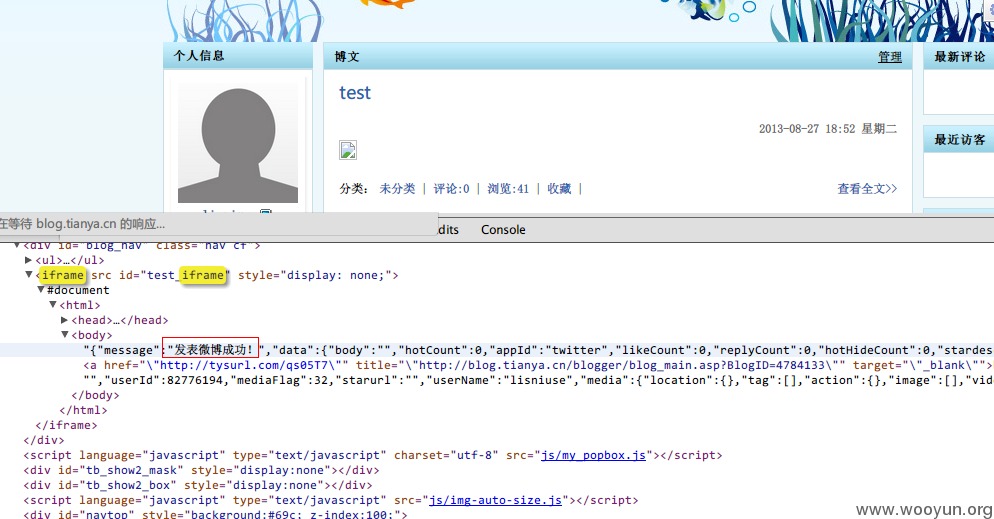 个人信息
博文
管理
最新评论
test
2013-08-27 18:52 星期二
最近访客
分类: 未分类 | 评论:0 | 浏览:41 | 收藏 |
查看全文>>
在等待 blog.tianya.cn 的响应...
dits Console
<div id="blog_nav" class="nav cf">
▶<ul>…</ul>
▼<iframe src id="test_iframe" style="display: none;">
▼#document
▼<html>
▶<head>…</head>
▼<body>
"{"message":"发表微博成功!","data":{"body":"","hotCount":0,"appId":"twitter","likeCount":0,"replyCount":0,"hotHideCount":0,"stardes
<a href="\"http://tysurl.com/qs05T7\"" title="\"http://blog.tianya.cn/blogger/blog_main.asp?BlogID=4784133\"" target="\"_blank\"">
"","userId":82776194,"mediaFlag":32,"starurl":"","userName":"lisniuse","media":{"location":{},"tag":[],"action":{},"image":[],"vid
</body>
</html>
</iframe>
</div>
<script language="javascript" type="text/javascript" charset="utf-8" src="js/my_popbox.js"></script>
<div id="tb_show2_mask" style="display:none"></div>
<div id="tb_show2_box" style="display:none"></div>
<script language="javascript" type="text/javascript" src="js/img-auto-size.js"></script>
<div id="navtop" style="background:#69c; z-index:100;">
www.wooyun.org